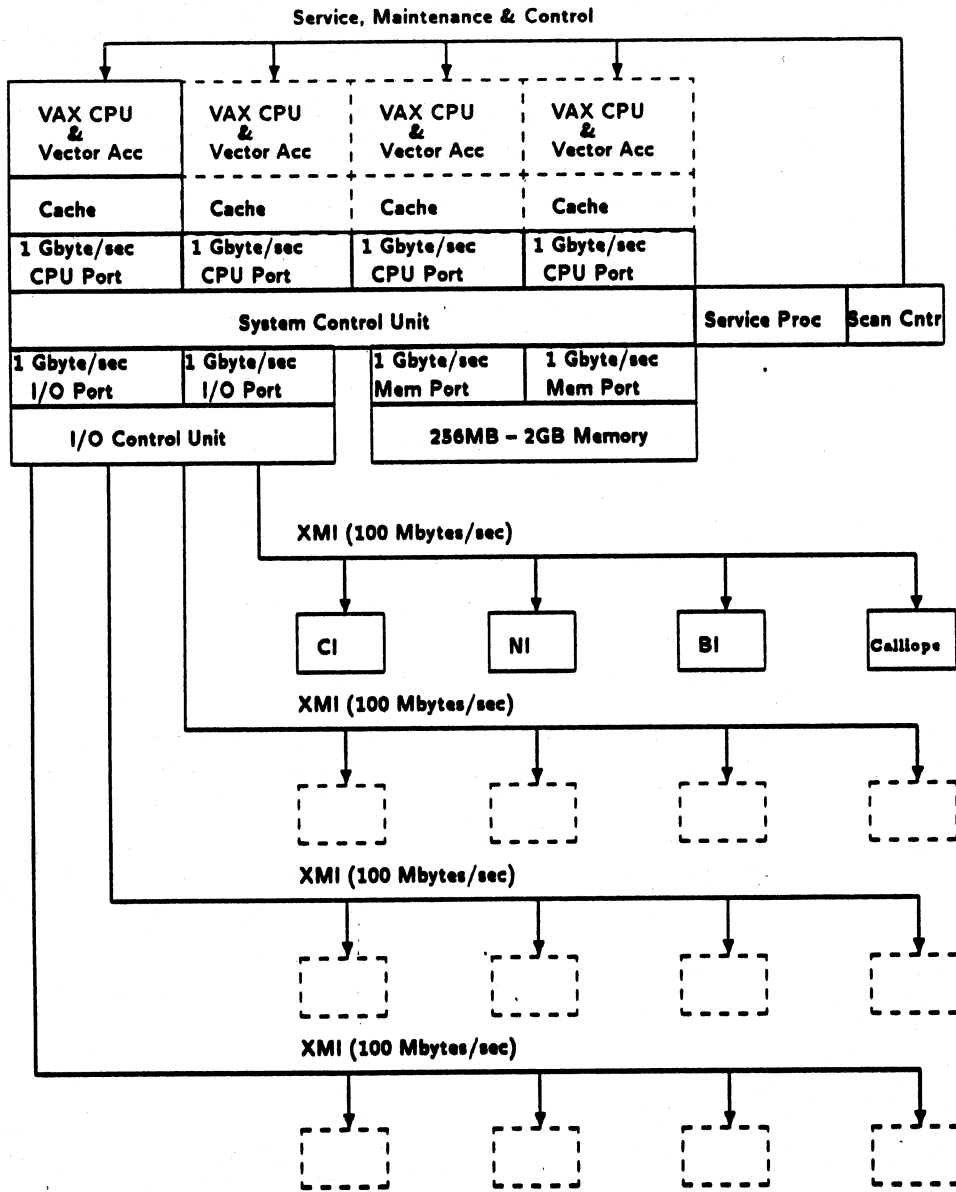 Service, Maintenance & Control
VAX CPU VAX CPU VAX CPU VAX CPU
& & & &
Vector Acc Vector Acc Vector Acc Vector Acc
Cache Cache Cache Cache
1 Gbyte/sec 1 Gbyte/sec 1 Gbyte/sec 1 Gbyte/sec
CPU Port CPU Port CPU Port CPU Port
System Control Unit Service Proc Scan Cntr
1 Gbyte/sec 1 Gbyte/sec 1 Gbyte/sec 1 Gbyte/sec
I/O Port I/O Port Mem Port Mem Port
I/O Control Unit 256MB – 2GB Memory
XMI (100 Mbytes/sec)
CI NI BI Calliope
XMI (100 Mbytes/sec)
XMI (100 Mbytes/sec)
XMI (100 Mbytes/sec)